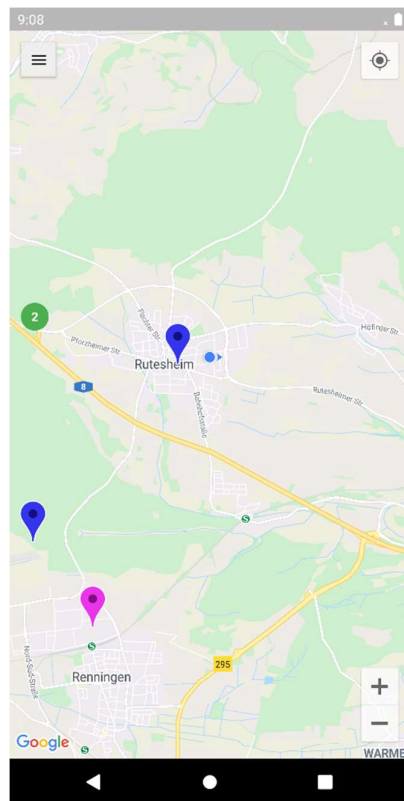 9:08
2
Flachter Str.
Höfinger Str.
Pforzheimer Str.
Rutesheim
8
Rutesheimer Str.
Bahnhofstraße
S
S
295
Nord-Süd-Straße
Renningen
Google
S
WARME